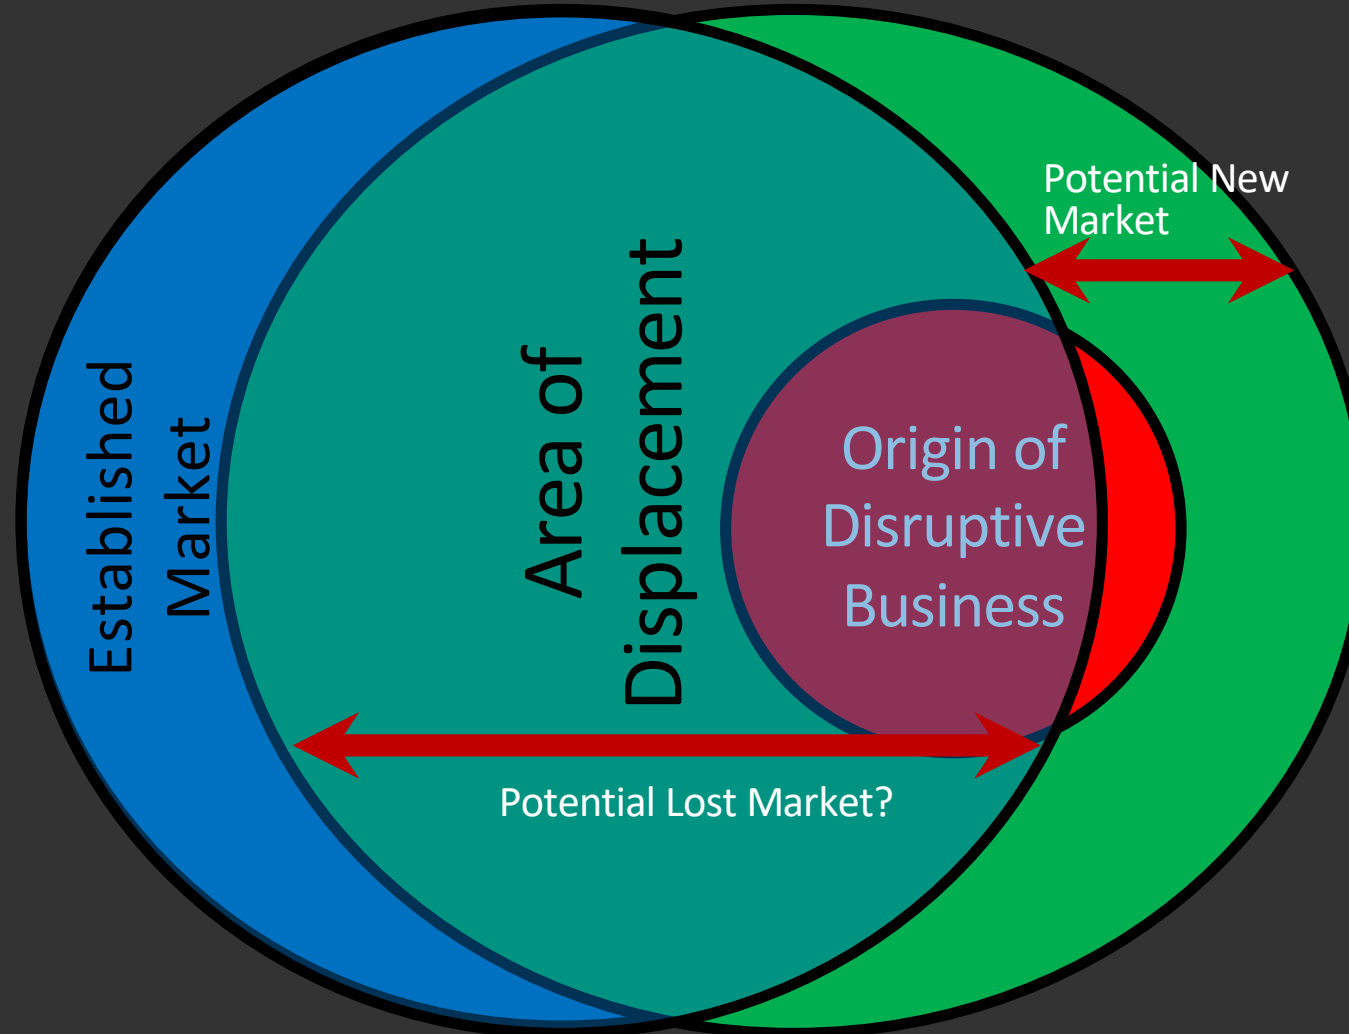 Established
Market
Area of
Displacement
Potential New
Market
Origin of
Disruptive
Business
Potential Lost Market?